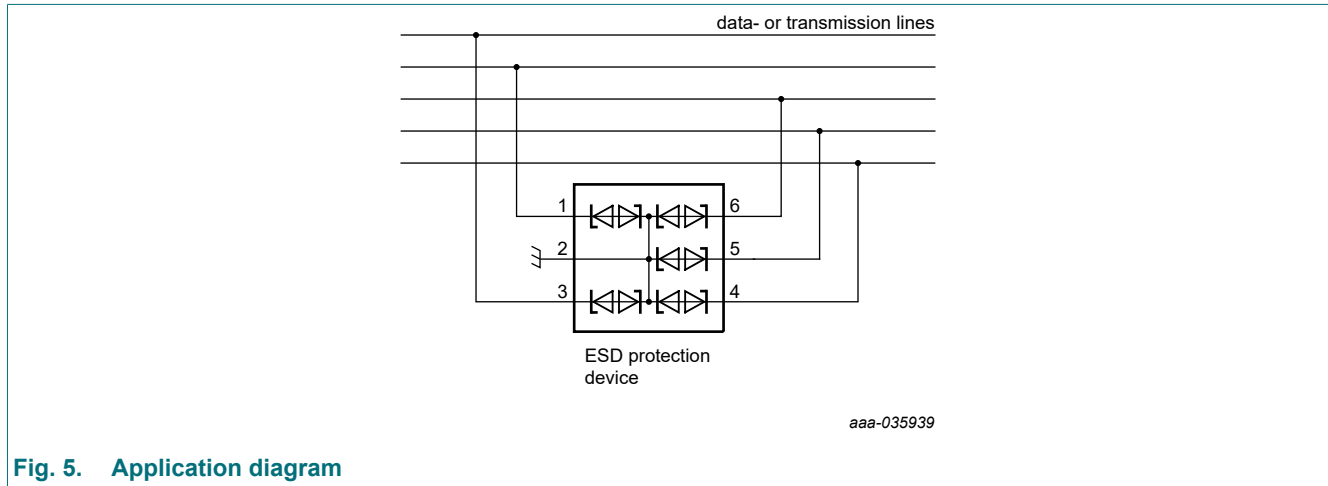 data- or transmission lines
1
6
2
5
3
4
ESD protection
device
aaa-035939
Fig. 5. Application diagram